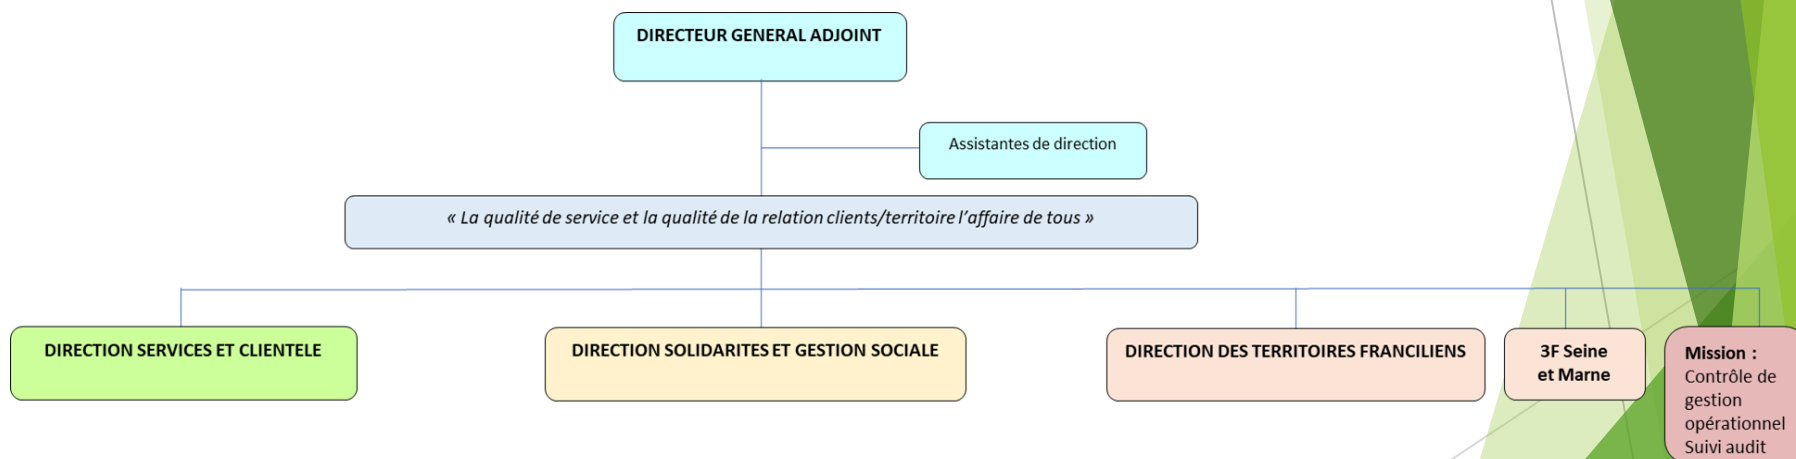 DIRECTEUR GENERAL ADJOINT
Assistantes de direction
« La qualité de service et la qualité de la relation clients/territoire l’affaire de tous »
DIRECTION SERVICES ET CLIENTELE
DIRECTION SOLIDARITES ET GESTION SOCIALE
DIRECTION DES TERRITOIRES FRANCILIENS
3F Seine
et Marne
Mission :
Contrôle de
gestion
opérationnel
Suivi audit